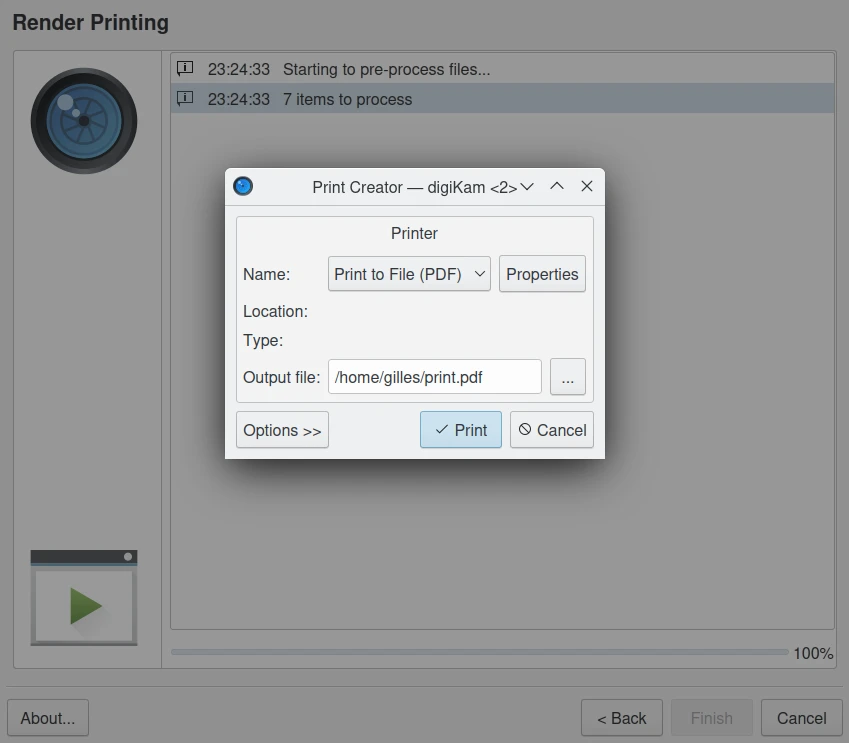 Render Printing
23:24:33 Starting to pre-process files...
23:24:33 7 items to process
Print Creator — digiKam <2>
Printer
Name: Print to File (PDF) Properties
Location:
Type:
Output file: /home/gilles/print.pdf ...
Options >> Print Cancel
100%
About... < Back Finish Cancel